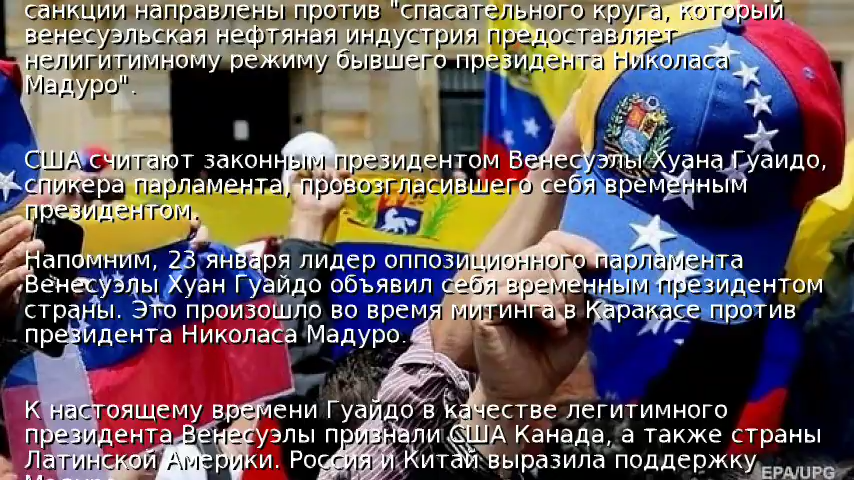 санкции направлены против "спасательного круга, который
венесуэльская нефтяная индустрия предоставляет
нелигитимному режиму бывшего президента Николаса
Мадуро".
США считают законным президентом Венесуэлы Хуана Гуаидо,
спикера парламента, провозгласившего себя временным
президентом.
Напомним, 23 января лидер оппозиционного парламента
Венесуэлы Хуан Гуайдо объявил себя временным президентом
страны. Это произошло во время митинга в Каракасе против
президента Николаса Мадуро.
К настоящему времени Гуайдо в качестве легитимного
президента Венесуэлы признали США Канада, а также страны
Латинской Америки. Россия и Китай выразила поддержку
EPA/UPG